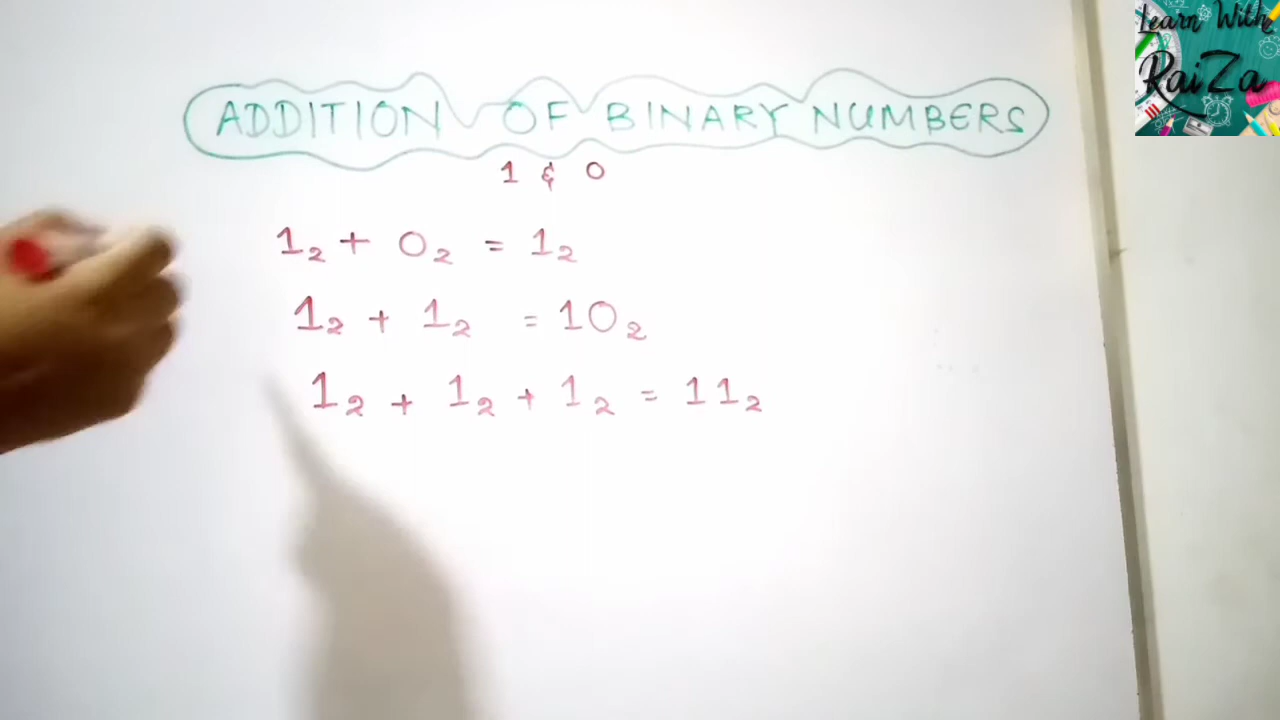 Learn With
RaiZa
ADDITION OF BINARY NUMBERS
1 & 0
1₂ + 0₂ = 1₂
1₂ + 1₂ = 10₂
1₂ + 1₂ + 1₂ = 11₂